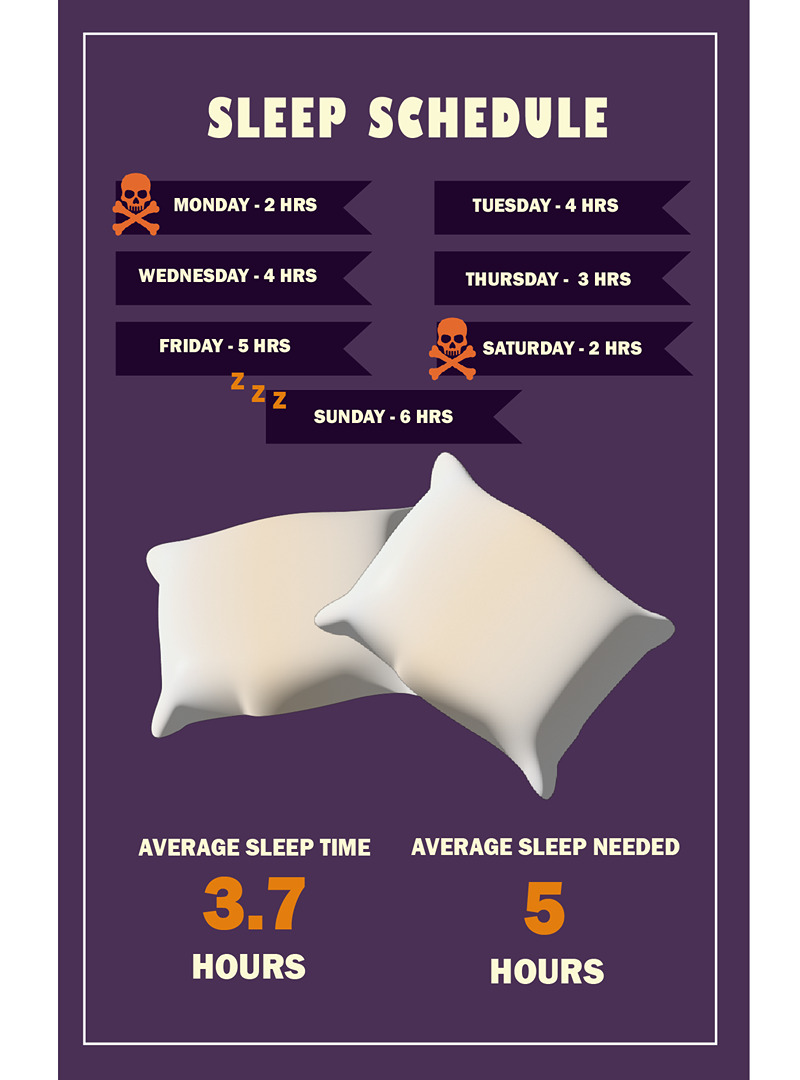 SLEEP SCHEDULE
MONDAY - 2 HRS
TUESDAY - 4 HRS
WEDNESDAY - 4 HRS
THURSDAY -  3 HRS
FRIDAY - 5 HRS
SATURDAY - 2 HRS
Z Z Z
SUNDAY - 6 HRS
AVERAGE SLEEP TIME
3.7
HOURS
AVERAGE SLEEP NEEDED
5
HOURS